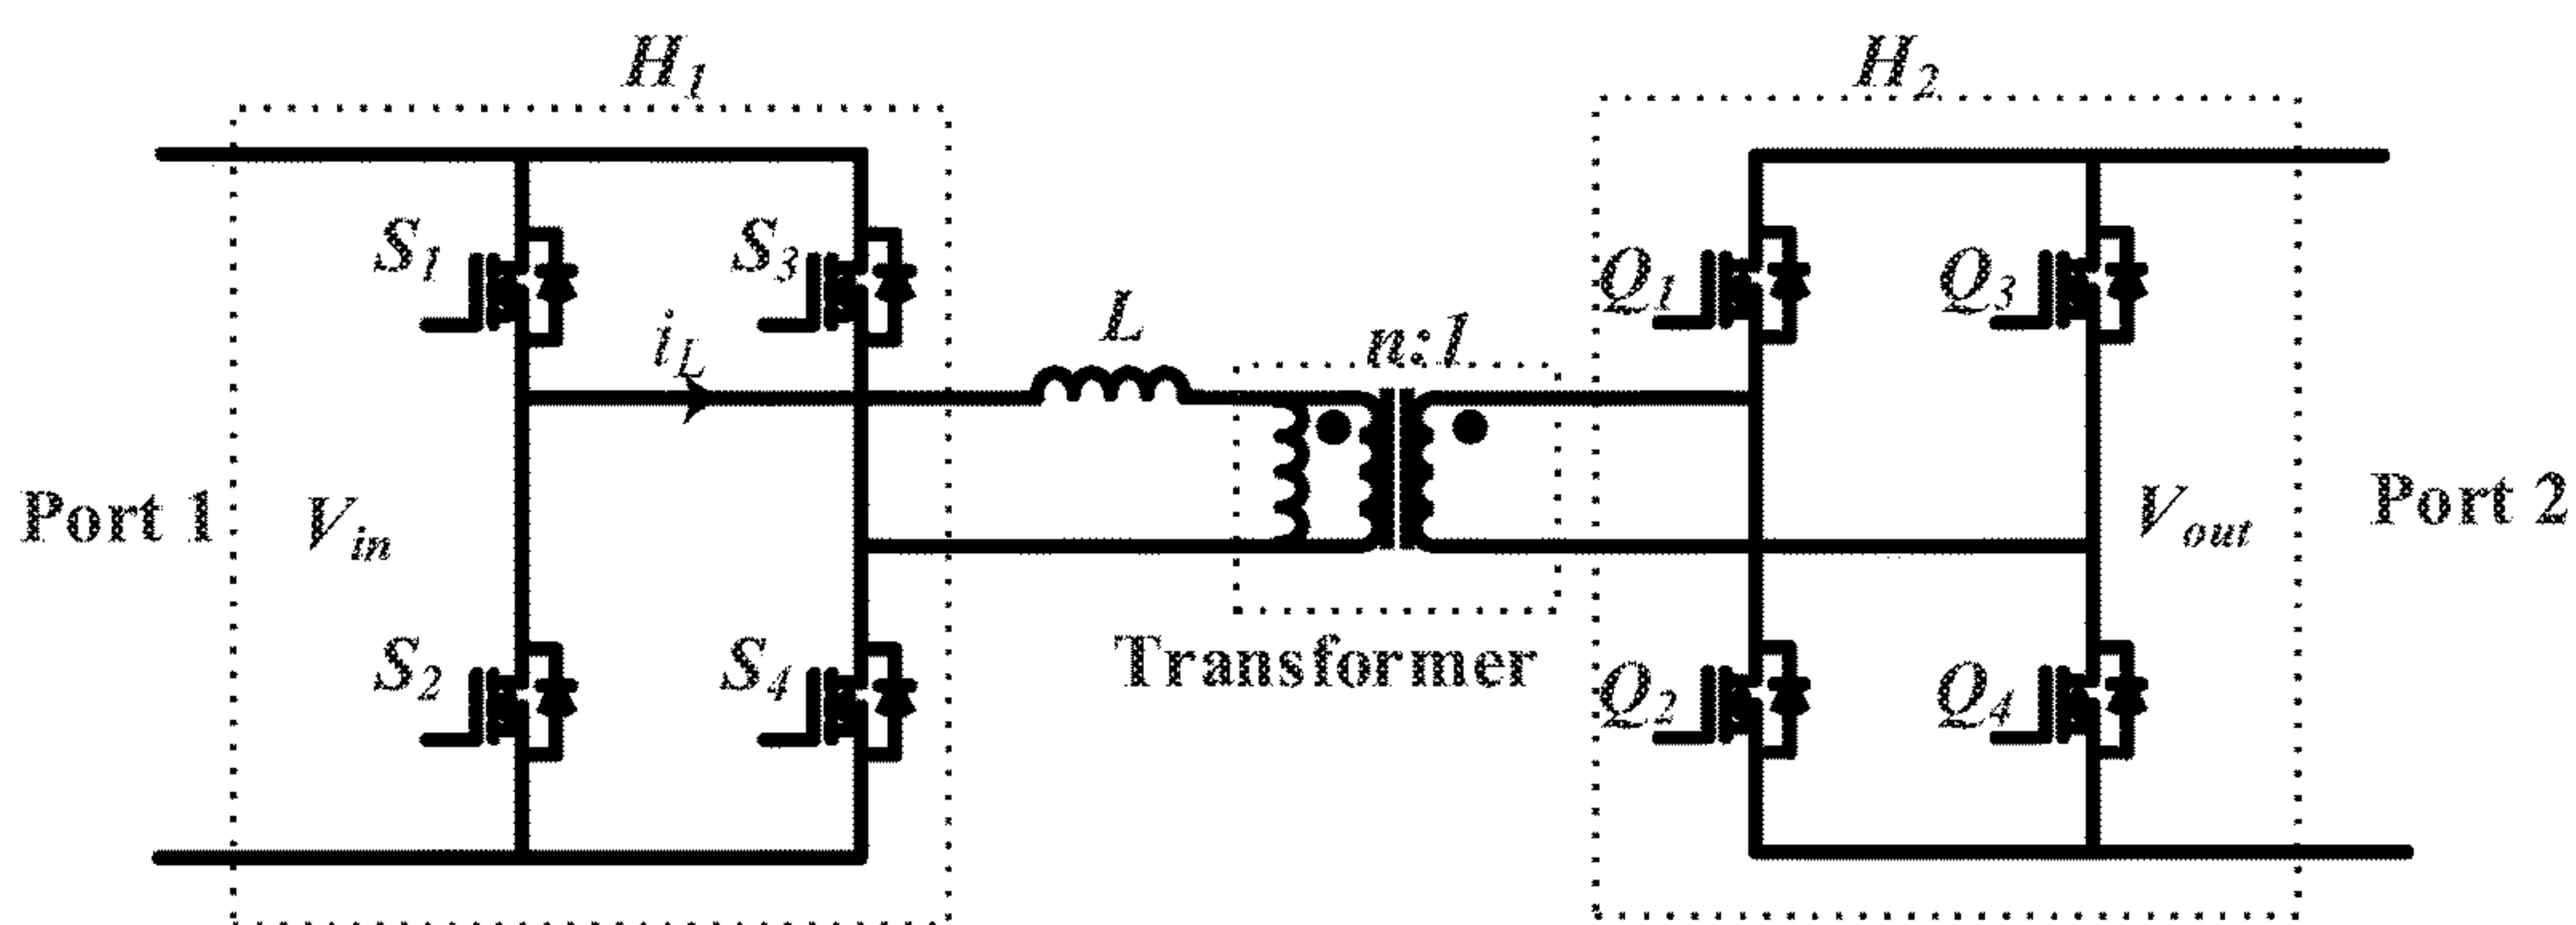 H1
H2
S1
S3
Q1
Q3
iL
L
n:1
Port 1
Vin
Vout
Port 2
S2
S4
Transformer
Q2
Q4